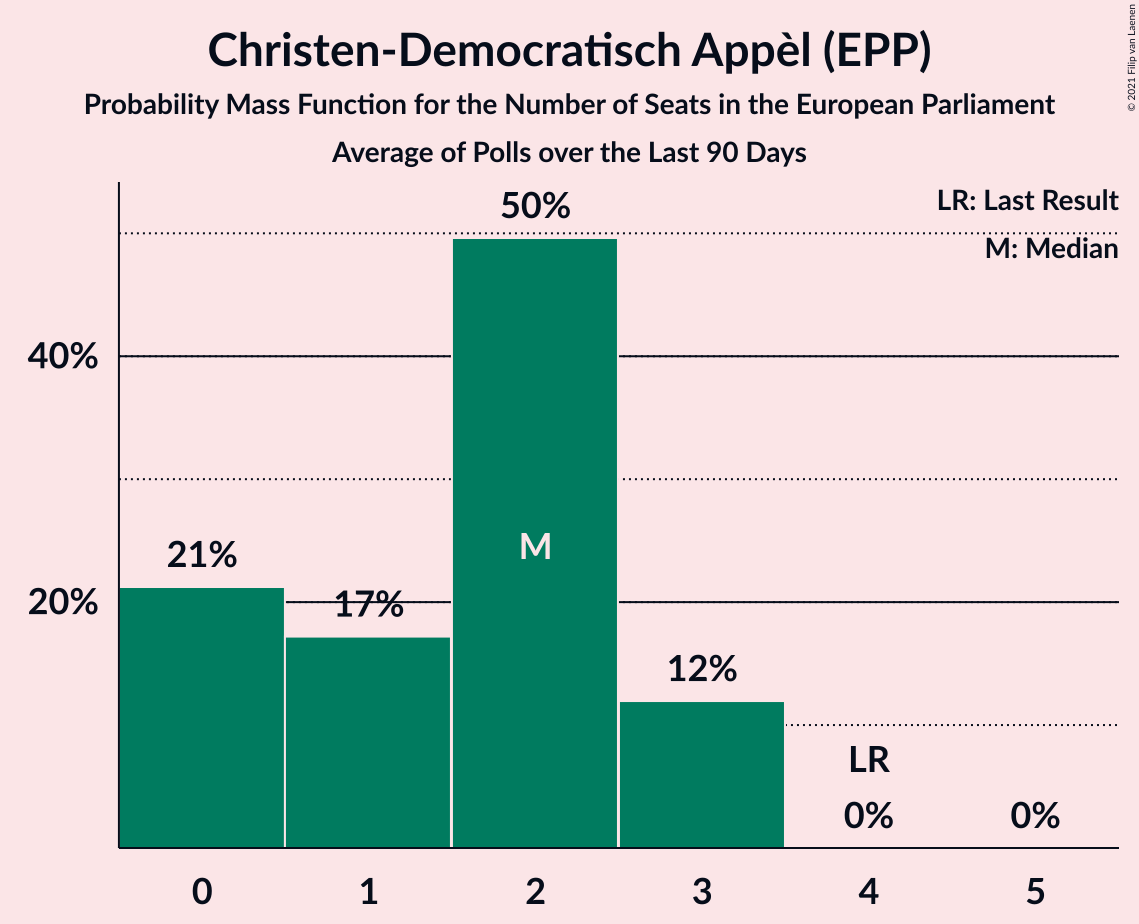 Christen-Democratisch Appèl (EPP)
Probability Mass Function for the Number of Seats in the European Parliament
Average of Polls over the Last 90 Days
© 2021 Filip van Laenen
LR: Last Result
M: Median
50%
40%
M
21%
20%
17%
12%
LR
0%
0%
0 1 2 3 4 5